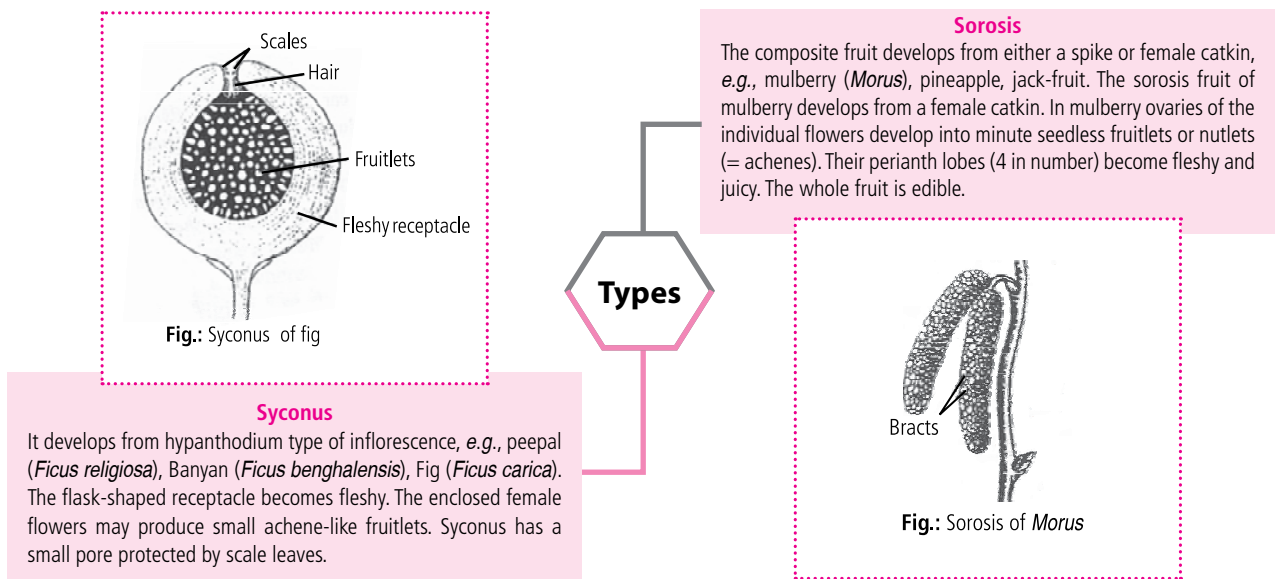 Scales
Hair
Fruitlets
Fleshy receptacle
Fig.: Syconus of fig
Syconus
It develops from hypanthodium type of inflorescence, e.g., peepal
(Ficus religiosa), Banyan (Ficus benghalensis), Fig (Ficus carica).
The flask-shaped receptacle becomes fleshy. The enclosed female
flowers may produce small achene-like fruitlets. Syconus has a
small pore protected by scale leaves.
Types
Sorosis
The composite fruit develops from either a spike or female catkin,
e.g., mulberry (Morus), pineapple, jack-fruit. The sorosis fruit of
mulberry develops from a female catkin. In mulberry ovaries of the
individual flowers develop into minute seedless fruitlets or nutlets
(= achenes). Their perianth lobes (4 in number) become fleshy and
juicy. The whole fruit is edible.
Bracts
Fig.: Sorosis of Morus